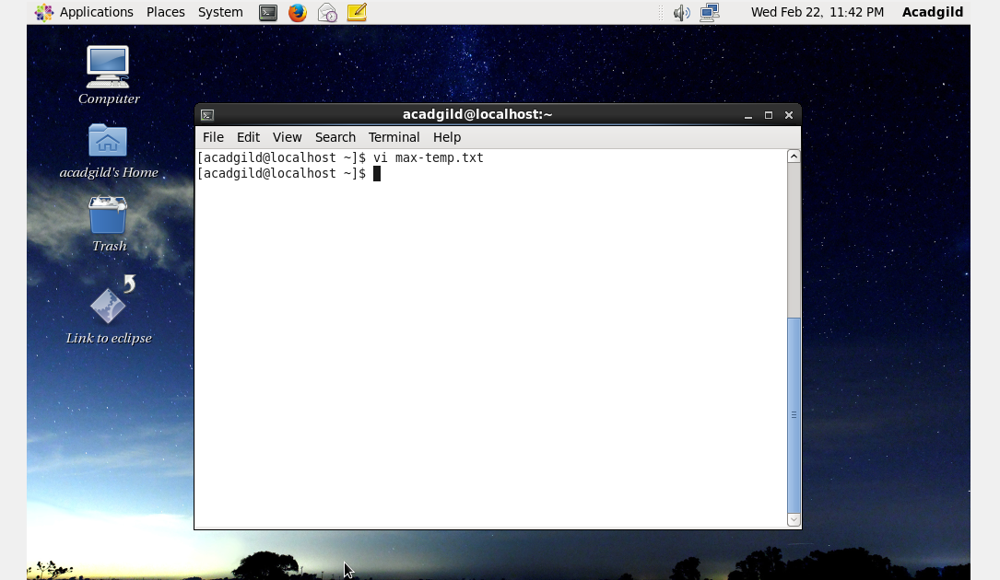 Applications Places System Wed Feb 22, 11:42 PM Acadgild
Computer
acadgild's Home
Trash
Link to eclipse
acadgild@localhost:~
File Edit View Search Terminal Help
[acadgild@localhost ~]$ vi max-temp.txt
[acadgild@localhost ~]$